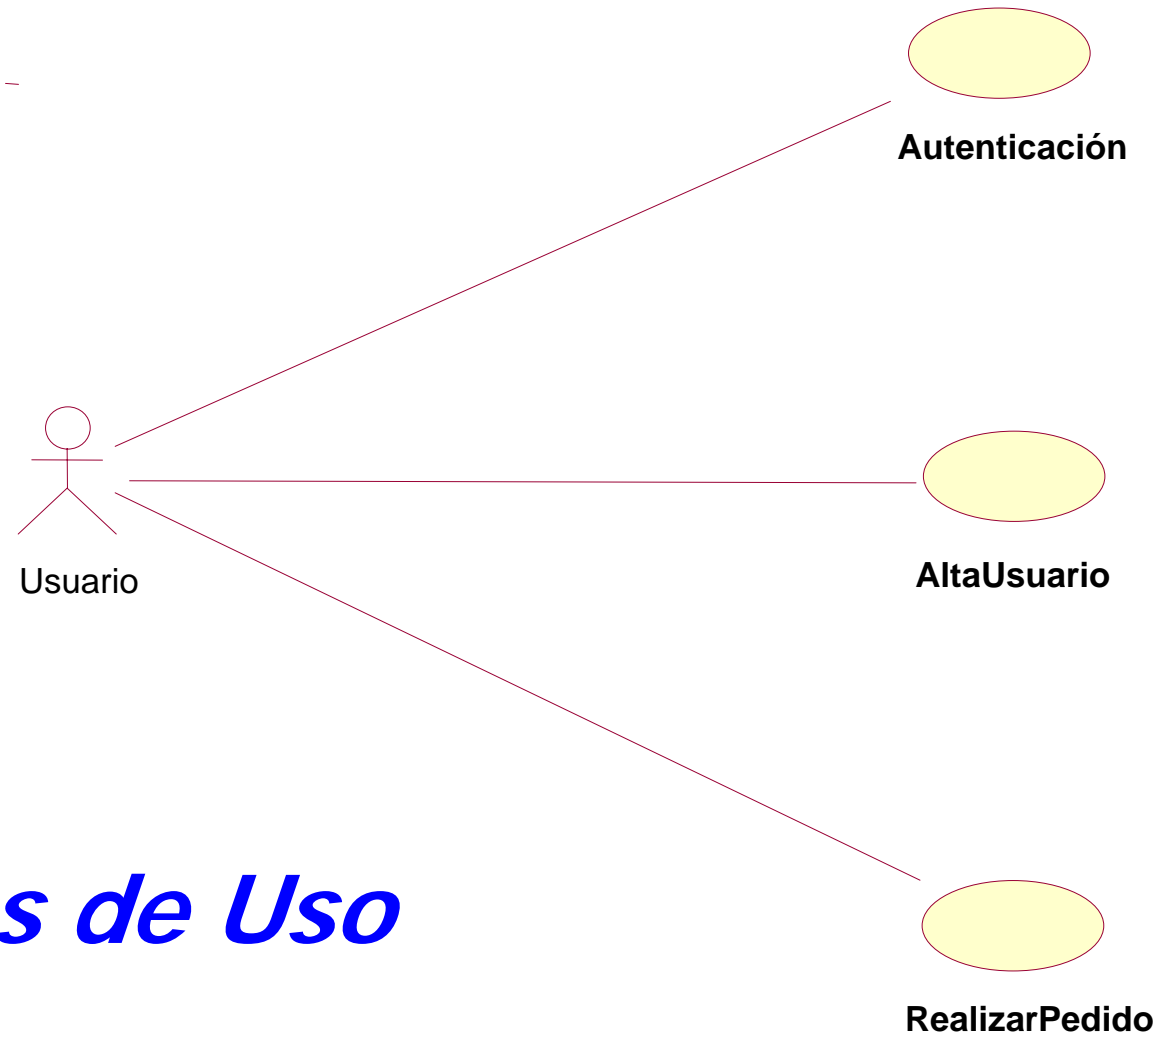 Autenticación
Usuario
AltaUsuario
s de Uso
RealizarPedido